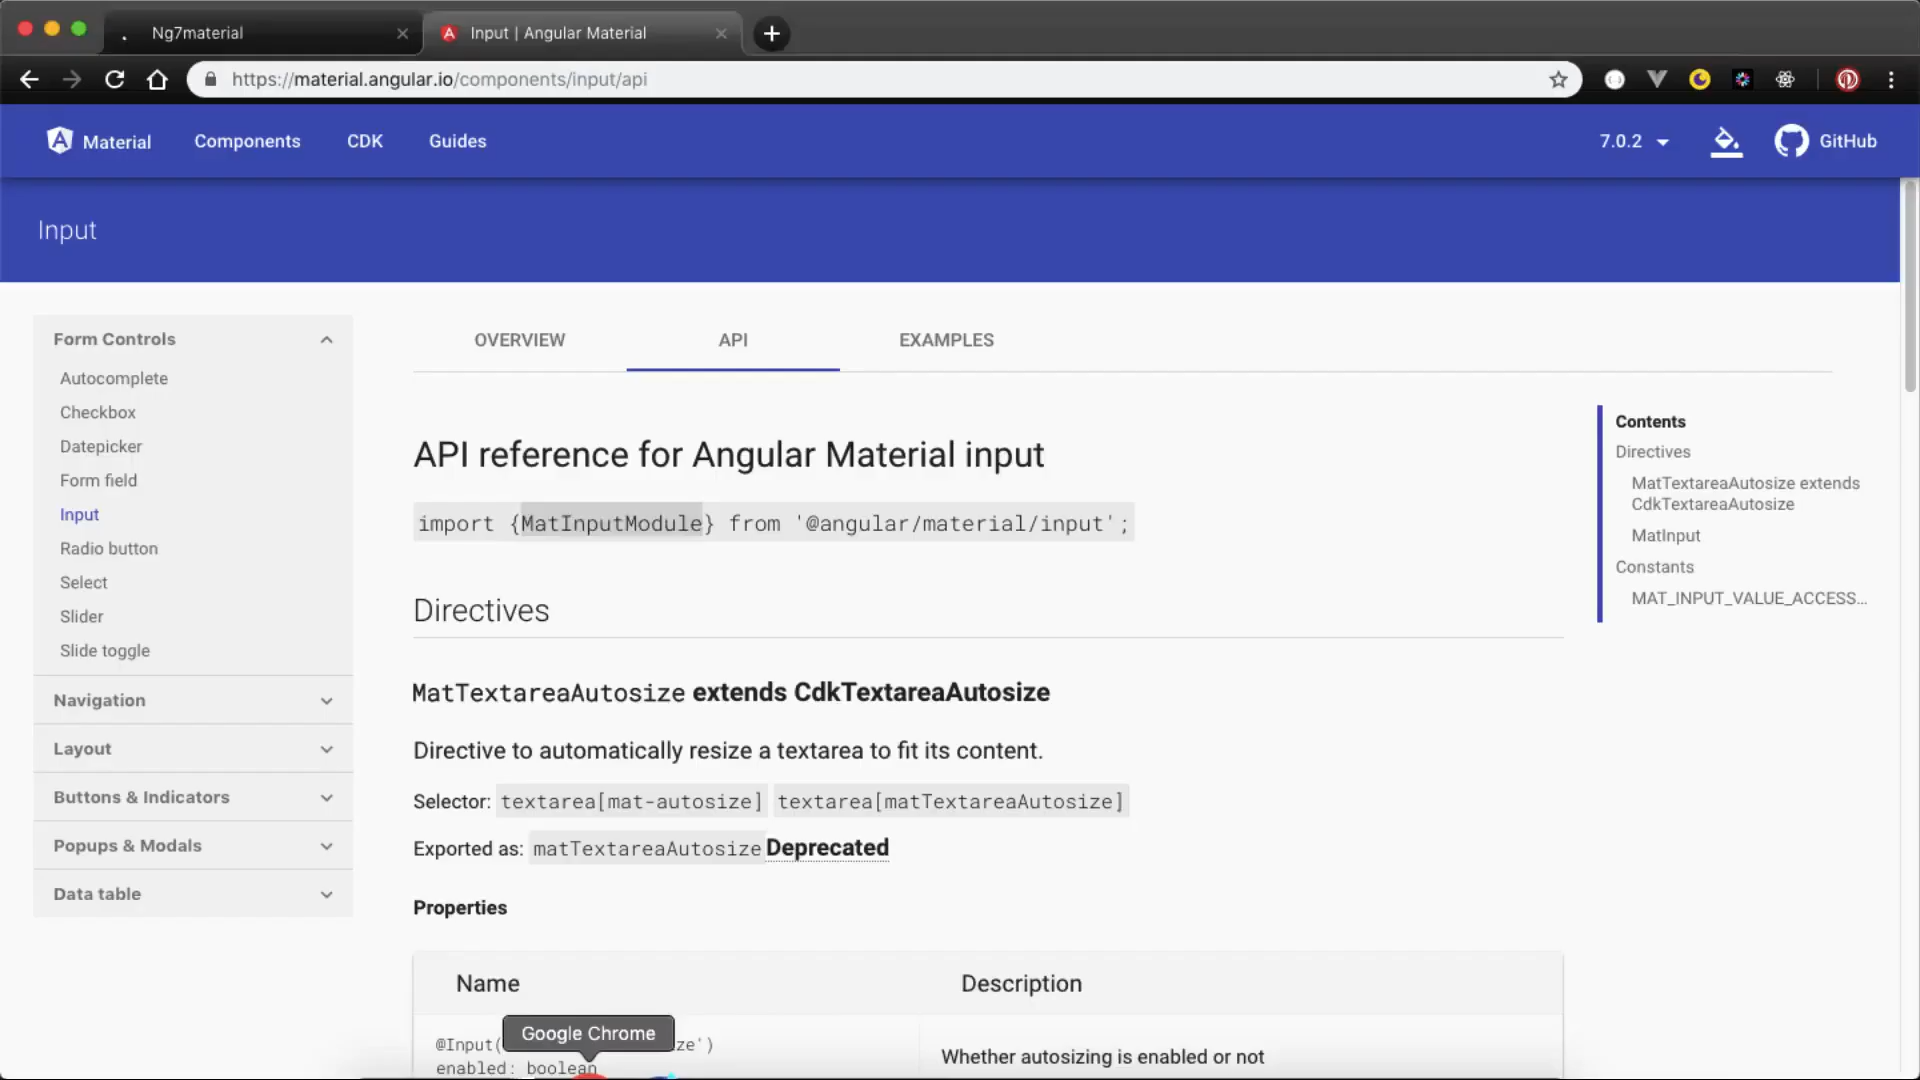 Ng7material
Input | Angular Material
https://material.angular.io/components/input/api
Material
Components
CDK
Guides
7.0.2
GitHub
Input
Form Controls
Autocomplete
Checkbox
Datepicker
Form field
Input
Radio button
Select
Slider
Slide toggle
Navigation
Layout
Buttons & Indicators
Popups & Modals
Data table
OVERVIEW
API
EXAMPLES
API reference for Angular Material input
import {MatInputModule} from '@angular/material/input';
Directives
MatTextareaAutosize extends CdkTextareaAutosize
Directive to automatically resize a textarea to fit its content.
Selector: textarea[mat-autosize] textarea[matTextareaAutosize]
Exported as: matTextareaAutosize Deprecated
Properties
Name Description
@Input( ze')
enabled: boolean
Whether autosizing is enabled or not
Google Chrome
Contents
Directives
MatTextareaAutosize extends
CdkTextareaAutosize
MatInput
Constants
MAT_INPUT_VALUE_ACCESS...